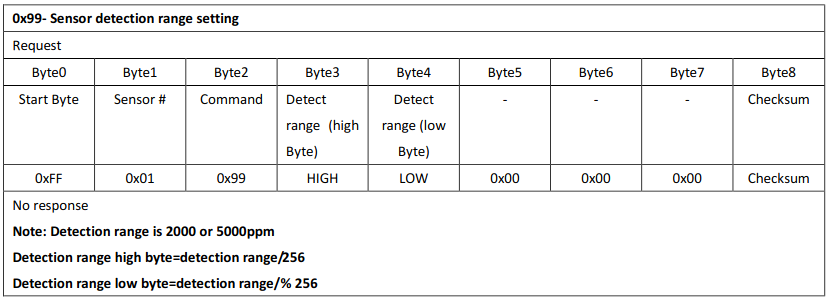 0x99- Sensor detection range setting
Request
Byte0 Byte1 Byte2 Byte3 Byte4 Byte5 Byte6 Byte7 Byte8
Start Byte Sensor # Command Detect range (high Byte) Detect range (low Byte) - - - Checksum
0xFF 0x01 0x99 HIGH LOW 0x00 0x00 0x00 Checksum
No response
Note: Detection range is 2000 or 5000ppm
Detection range high byte=detection range/256
Detection range low byte=detection range/% 256